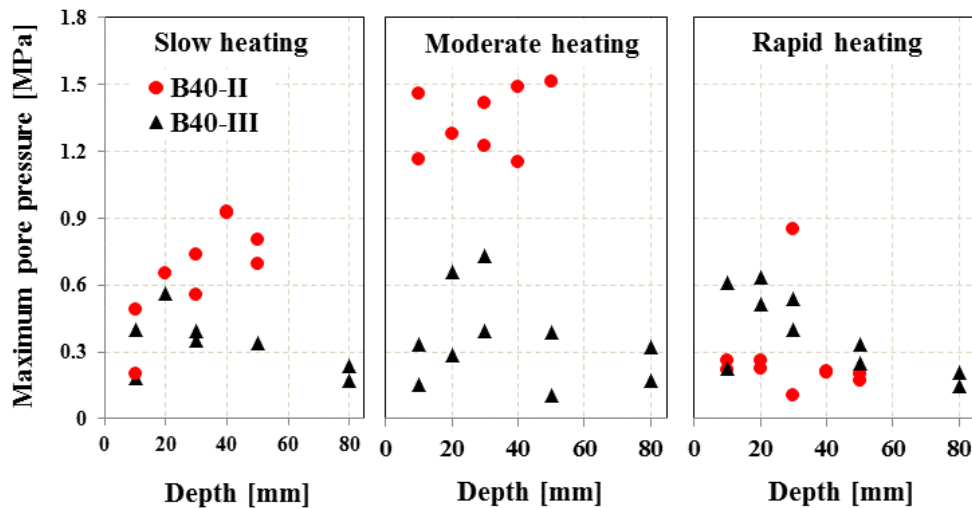 Maximum pore pressure [MPa]
1.8
1.5
1.2
0.9
0.6
0.3
0
Slow heating
B40-II
B40-III
0 20 40 60 80
Depth [mm]
Moderate heating
0 20 40 60 80
Depth [mm]
Rapid heating
0 20 40 60 80
Depth [mm]